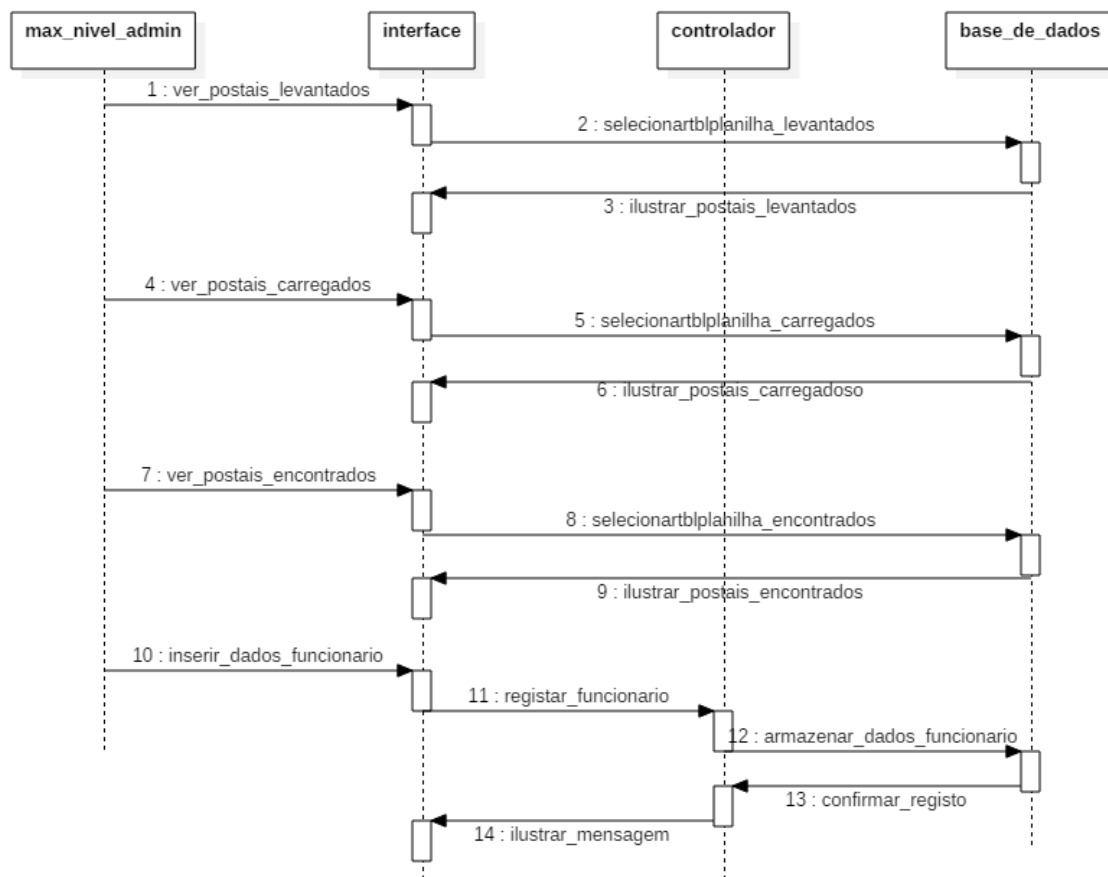 max_nivel_admin
interface
controlador
base_de_dados
1 : ver_postais_levantados
2 : selecionartblplanilha_levantados
3 : ilustrar_postais_levantados
4 : ver_postais_carregados
5 : selecionartblplanilha_carregados
6 : ilustrar_postais_carregadoso
7 : ver_postais_encontrados
8 : selecionartblplanilha_encontrados
9 : ilustrar_postais_encontrados
10 : inserir_dados_funcionario
11 : registar_funcionario
12 : armazenar_dados_funcionario
13 : confirmar_registo
14 : ilustrar_mensagem